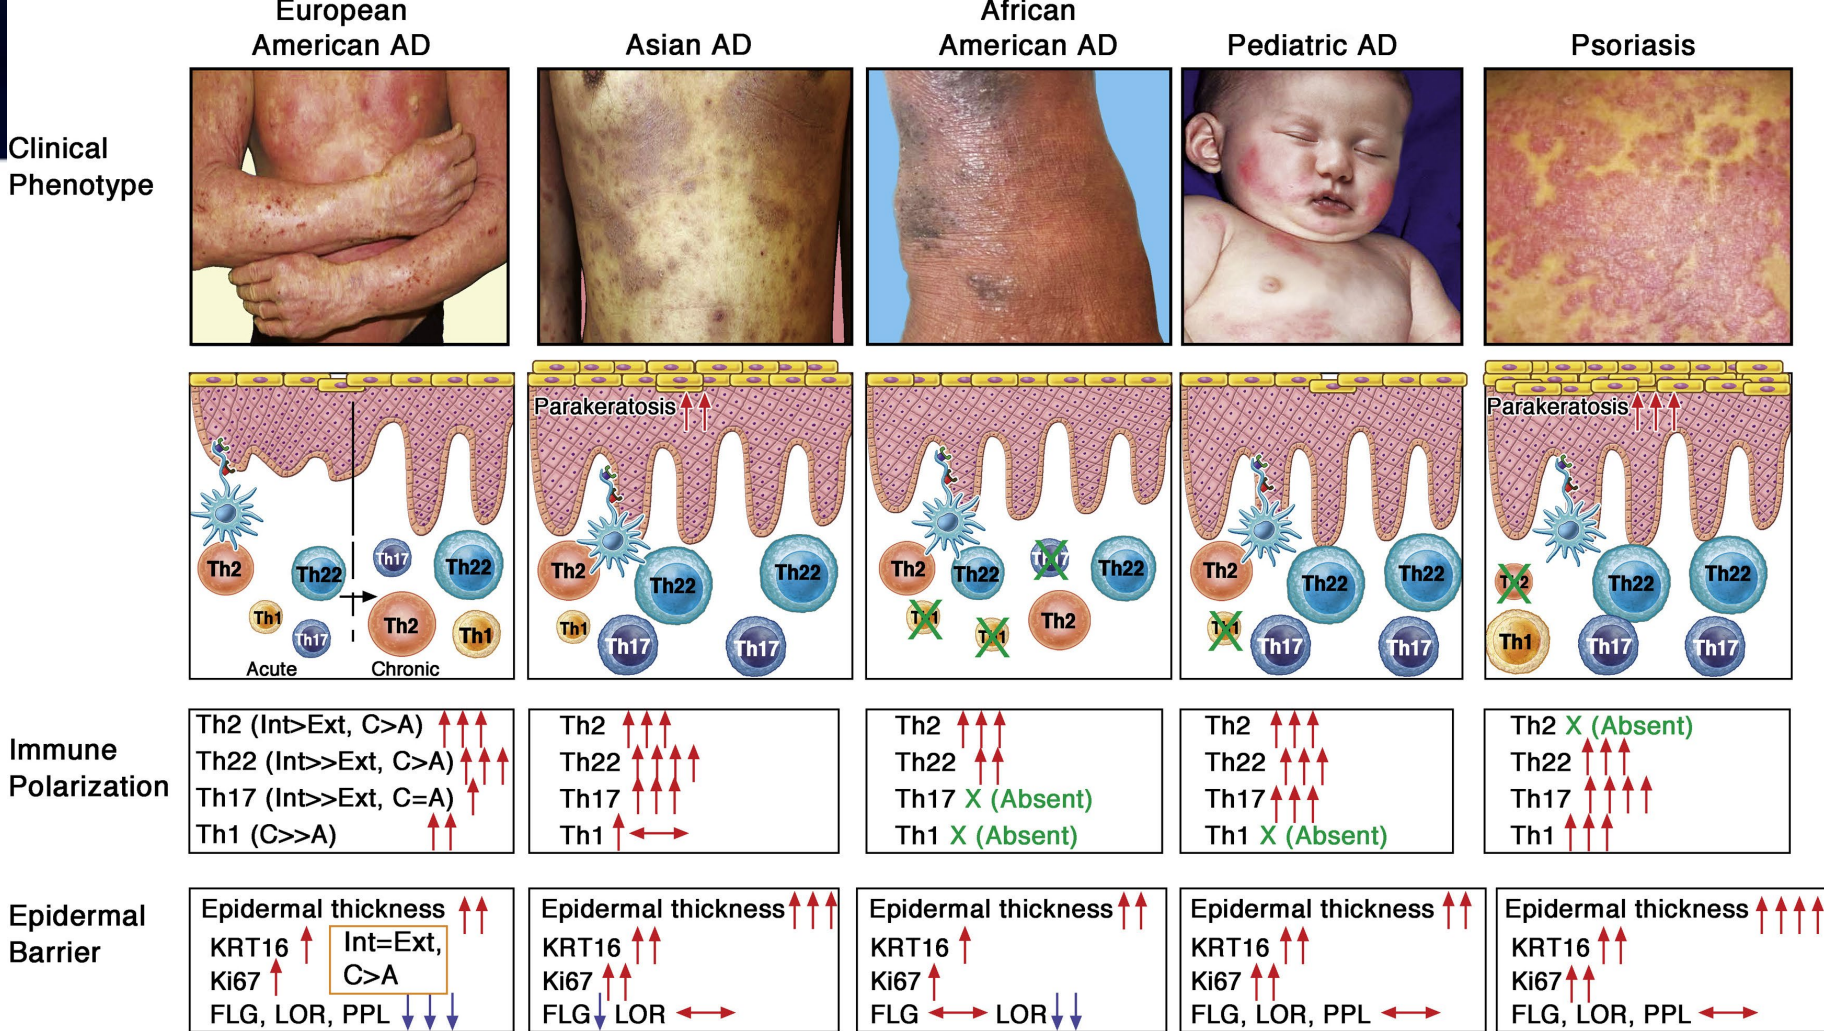 European
American AD
Asian AD
African
American AD
Pediatric AD
Psoriasis
Clinical
Phenotype
Parakeratosis
Parakeratosis
Th2
Th22
Th1
Th17
Acute
Th17
Th22
Th2
Th1
Chronic
Th2
Th22
Th22
Th1
Th17
Th17
Th2
Th22
Th17
Th22
Th1
Th1
Th2
Th2
Th22
Th22
Th1
Th17
Th17
Th2
Th22
Th22
Th1
Th17
Th17
Immune
Polarization
Th2 (Int>Ext, C>A) ↑↑↑
Th22 (Int>>Ext, C>A) ↑↑↑
Th17 (Int>>Ext, C=A) ↑
Th1 (C>>A) ↑↑
Th2 ↑↑↑
Th22 ↑↑↑↑
Th17 ↑↑↑
Th1 ↑ ↔
Th2 ↑↑↑
Th22 ↑↑
Th17 X (Absent)
Th1 X (Absent)
Th2 ↑↑↑
Th22 ↑↑↑
Th17 ↑↑↑
Th1 X (Absent)
Th2 X (Absent)
Th22 ↑↑↑
Th17 ↑↑↑↑
Th1 ↑↑↑
Epidermal
Barrier
Epidermal thickness ↑↑
KRT16 ↑
Ki67 ↑
Int=Ext,
C>A
FLG, LOR, PPL ↓↓↓
Epidermal thickness ↑↑↑
KRT16 ↑↑
Ki67 ↑↑
FLG ↓ LOR ↔
Epidermal thickness ↑↑
KRT16 ↑
Ki67 ↑
FLG ↔ LOR ↓↓
Epidermal thickness ↑↑
KRT16 ↑↑
Ki67 ↑↑
FLG, LOR, PPL ↔
Epidermal thickness ↑↑↑↑
KRT16 ↑↑
Ki67 ↑↑
FLG, LOR, PPL ↔